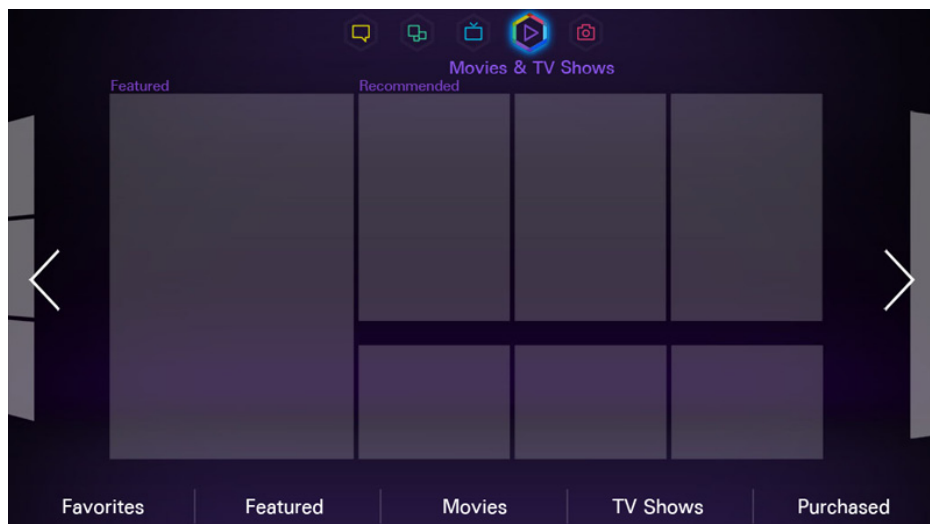 Movies & TV Shows
Featured Recommended
Favorites Featured Movies TV Shows Purchased